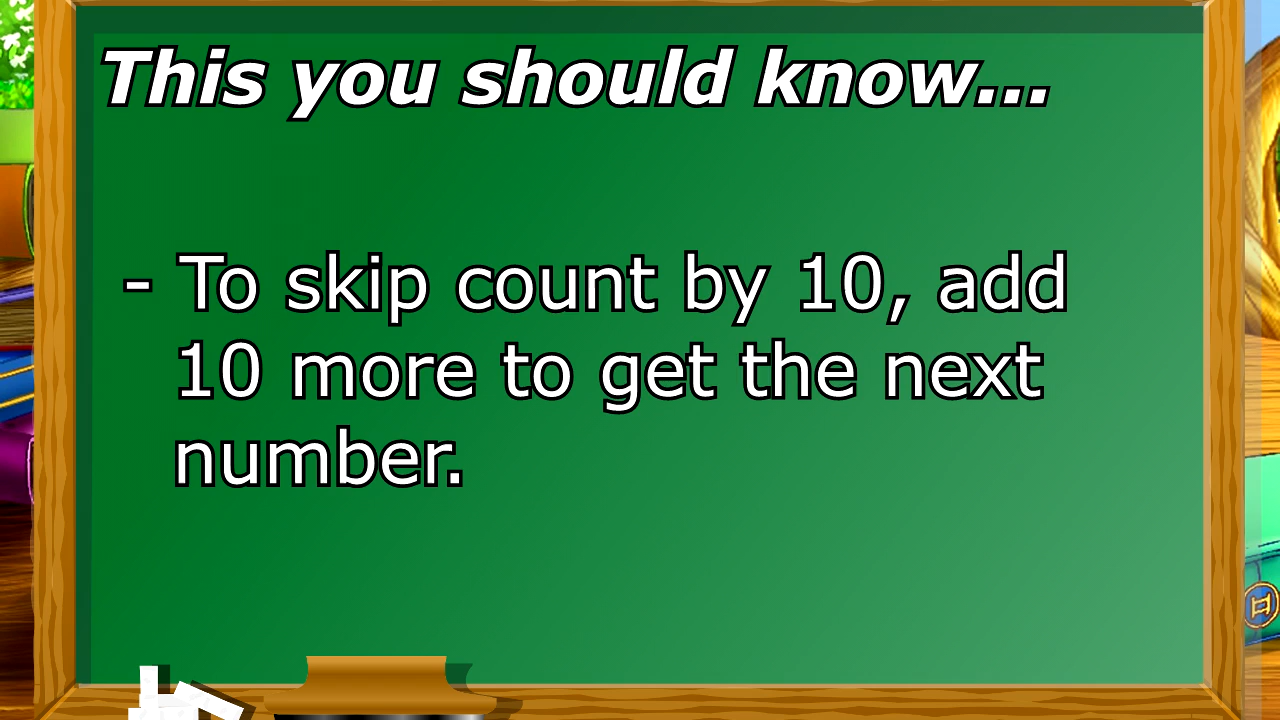 This you should know...
- To skip count by 10, add
10 more to get the next
number.